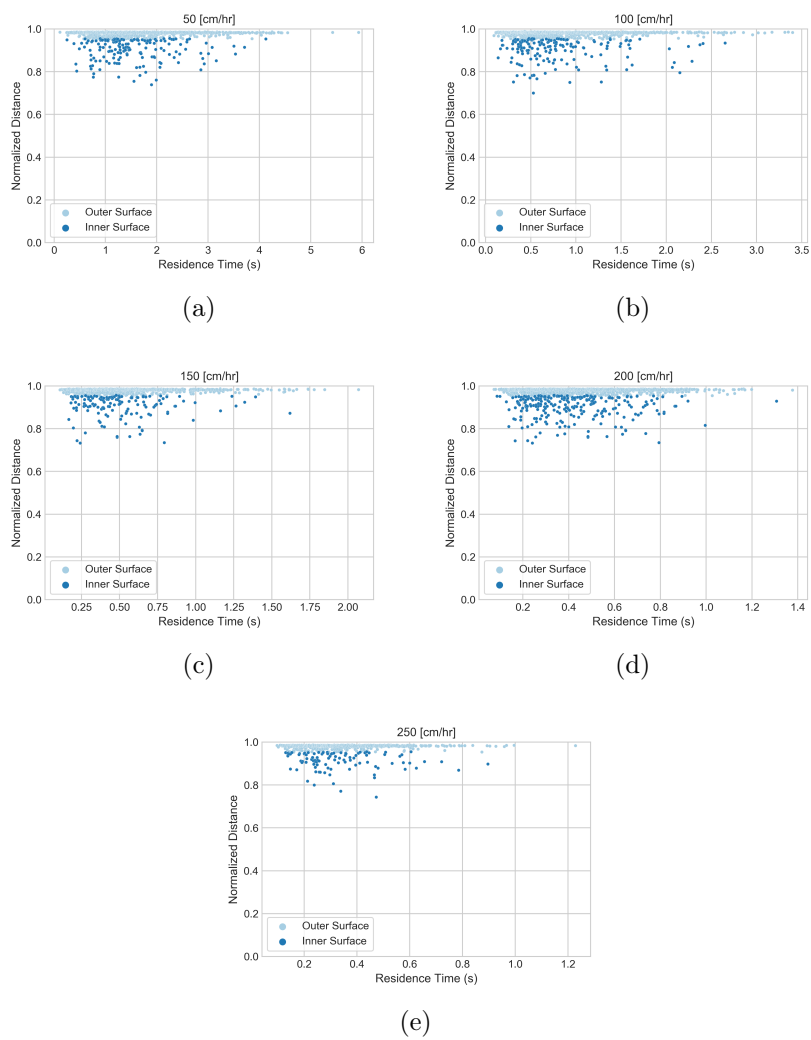 50 [cm/hr]
Normalized Distance
1.0
0.8
0.6
0.4
0.2
0.0
Outer Surface
Inner Surface
0 1 2 3 4 5 6
Residence Time (s)
(a)
100 [cm/hr]
Normalized Distance
1.0
0.8
0.6
0.4
0.2
0.0
Outer Surface
Inner Surface
0.0 0.5 1.0 1.5 2.0 2.5 3.0 3.5
Residence Time (s)
(b)
150 [cm/hr]
Normalized Distance
1.0
0.8
0.6
0.4
0.2
0.0
Outer Surface
Inner Surface
0.25 0.50 0.75 1.00 1.25 1.50 1.75 2.00
Residence Time (s)
(c)
200 [cm/hr]
Normalized Distance
1.0
0.8
0.6
0.4
0.2
0.0
Outer Surface
Inner Surface
0.2 0.4 0.6 0.8 1.0 1.2 1.4
Residence Time (s)
(d)
250 [cm/hr]
Normalized Distance
1.0
0.8
0.6
0.4
0.2
0.0
Outer Surface
Inner Surface
0.2 0.4 0.6 0.8 1.0 1.2
Residence Time (s)
(e)